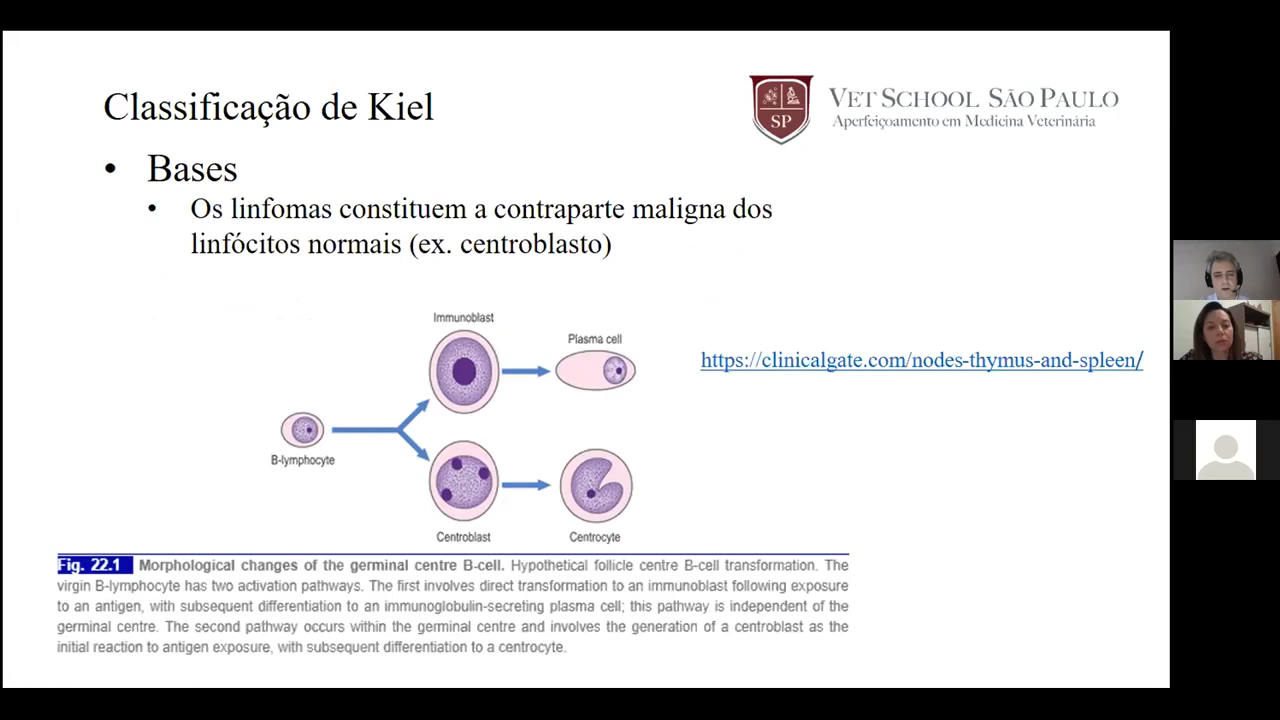 Classificação de Kiel
SP
VET SCHOOL SÃO PAULO
Aperfeiçoamento em Medicina Veterinária
• Bases
• Os linfomas constituem a contraparte maligna dos
linfócitos normais (ex. centroblasto)
Immunoblast
Plasma cell
https://clinicalgate.com/nodes-thymus-and-spleen/
B-lymphocyte
Centroblast
Centrocyte
Fig. 22.1 Morphological changes of the germinal centre B-cell. Hypothetical follicle centre B-cell transformation. The
virgin B-lymphocyte has two activation pathways. The first involves direct transformation to an immunoblast following exposure
to an antigen, with subsequent differentiation to an immunoglobulin-secreting plasma cell; this pathway is independent of the
germinal centre. The second pathway occurs within the germinal centre and involves the generation of a centroblast as the
initial reaction to antigen exposure, with subsequent differentiation to a centrocyte.